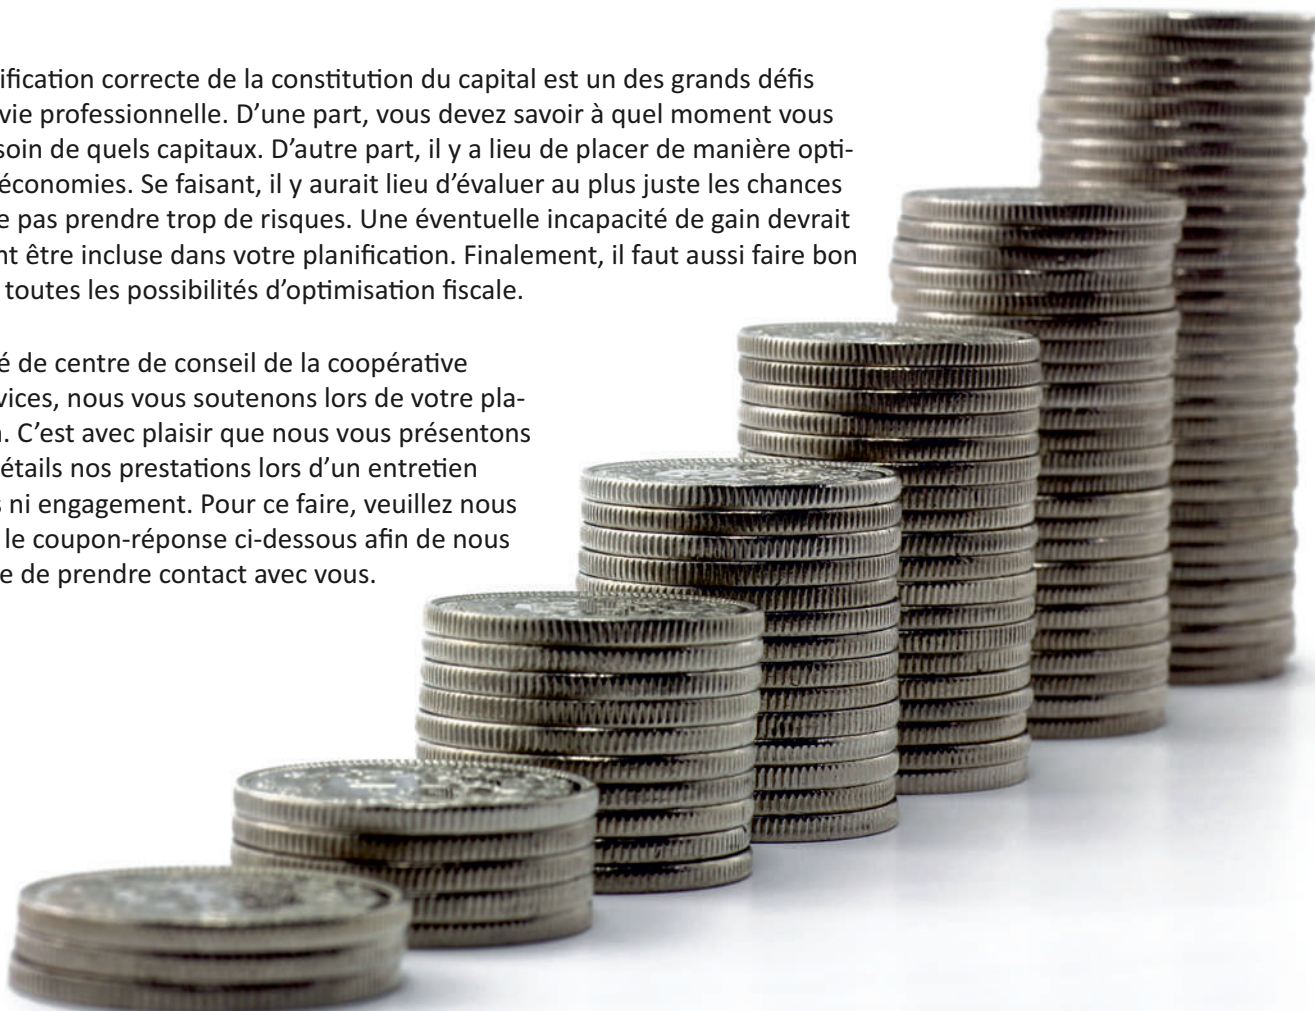 ification correcte de la constitution du capital est un des grands défis
vie professionnelle. D’une part, vous devez savoir à quel moment vous
soin de quels capitaux. D’autre part, il y a lieu de placer de manière opti-
économies. Se faisant, il y aurait lieu d’évaluer au plus juste les chances
e pas prendre trop de risques. Une éventuelle incapacité de gain devrait
nt être incluse dans votre planification. Finalement, il faut aussi faire bon
toutes les possibilités d’optimisation fiscale.
é de centre de conseil de la coopérative
vices, nous vous soutenons lors de votre pla-
. C’est avec plaisir que nous vous présentons
étails nos prestations lors d’un entretien
s ni engagement. Pour ce faire, veuillez nous
le coupon-réponse ci-dessous afin de nous
e de prendre contact avec vous.